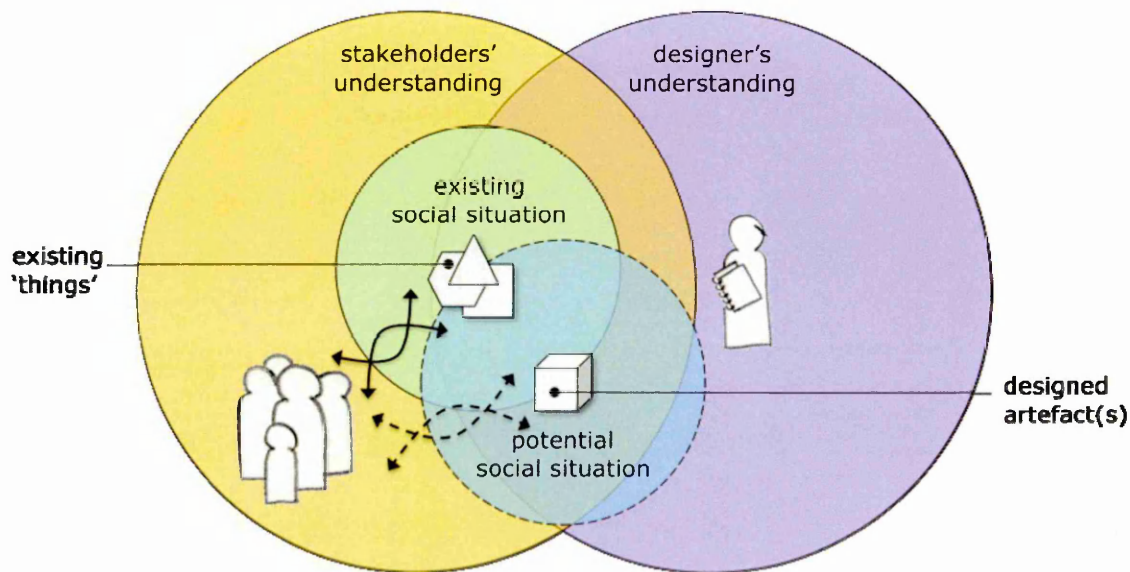 stakeholders'
understanding
designer's
understanding
existing
social situation
existing
'things'
designed
artefact(s)
potential
social situation